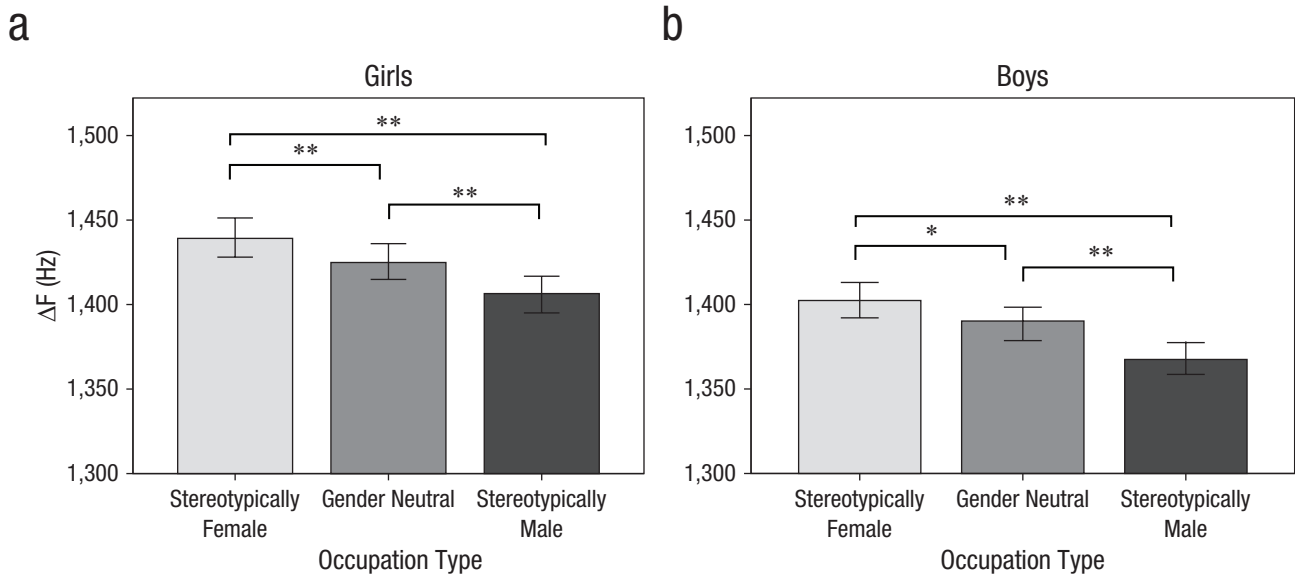 a
Girls
ΔF (Hz)
1,500
1,450
1,400
1,350
1,300
**
**
**
Stereotypically
Female
Gender Neutral
Stereotypically
Male
Occupation Type
b
Boys
1,500
1,450
1,400
1,350
1,300
**
*
**
Stereotypically
Female
Gender Neutral
Stereotypically
Male
Occupation Type